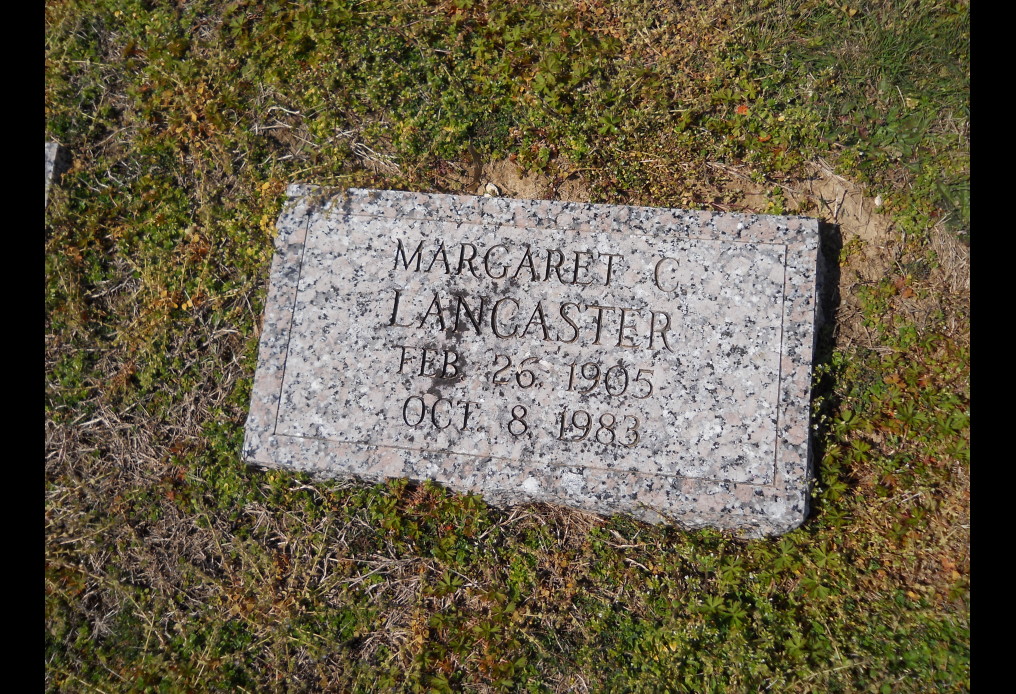 MARGARET C
LANCASTER
FEB. 26. 1905
OCT 8 1983